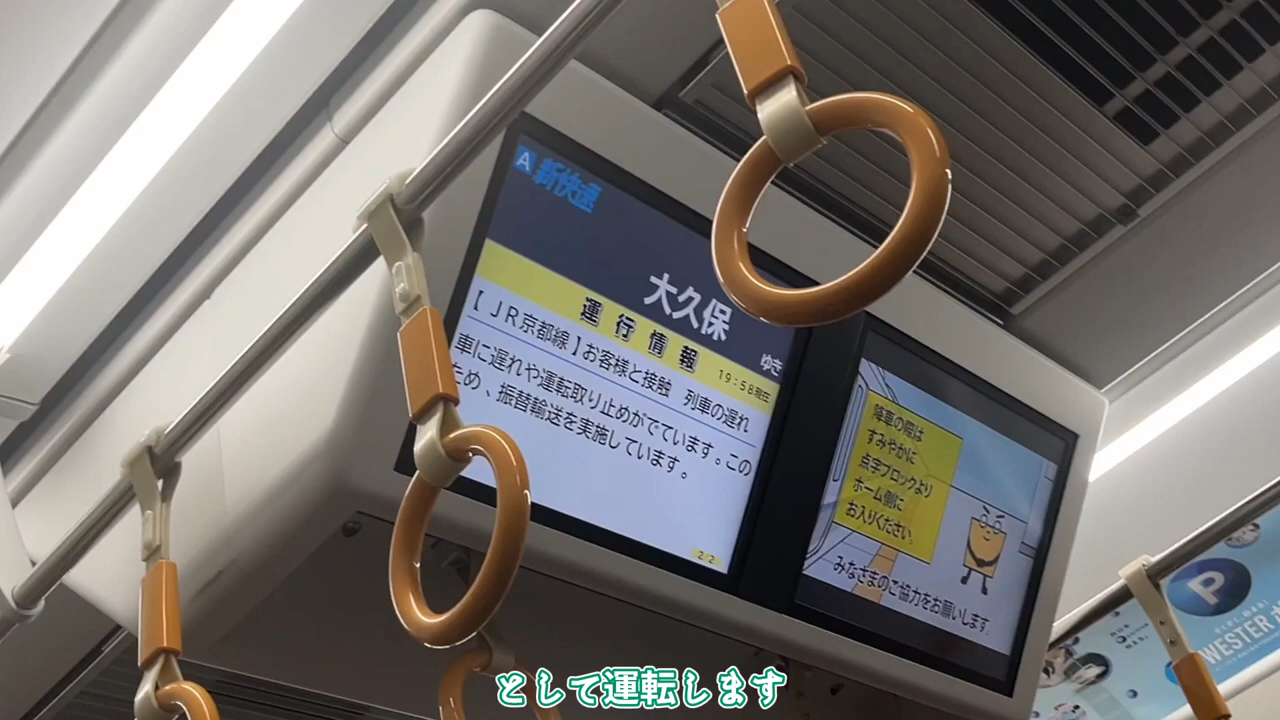 A 新快速
大久保
ゆき
運行情報
19:58現在
【ＪＲ京都線】お客様と接触 列車の遅れ
車に遅れや運転取り止めがでています。この
ため、振替輸送を実施しています。
2/2
降車の際は
すみやかに
点字ブロックより
ホーム側に
お入りください。
みなさまのご協力をお願いします。
P
WESTER
として運転します